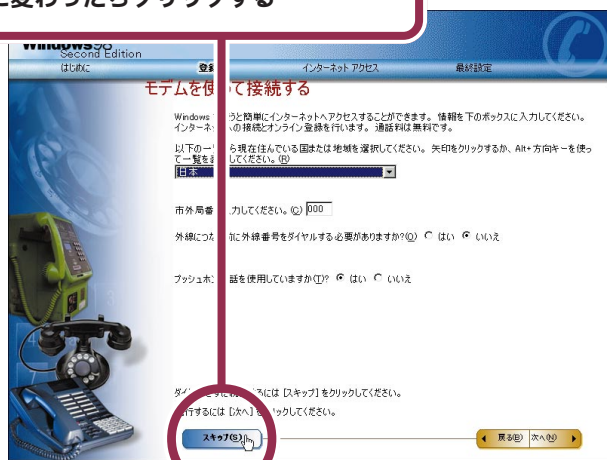 に変わったらクリックする
Windows98
Second Edition
はじめに 登 インターネット アクセス 最終設定
モデムを使 て接続する
Windows うと簡単にインターネットへアクセスすることができます。 情報を下のボックスに入力してください。
インターネ への接続とオンライン登録を行います。 通話料は無料です。
以下の一 ら現在住んでいる国または地域を選択してください。 矢印をクリックするか、Alt+ 方向キーを使っ
て一覧を してください。(R)
日本
市外局番 力してください。(C) 000
外線につ 前に外線番号をダイヤルする必要がありますか?(O) はい いいえ
プッシュホ 話を使用していますか(T)? はい いいえ
には [スキップ] をクリックしてください。
行するには [次へ] を ックしてください。
スキップ(S) 戻る(B) 次へ(N)